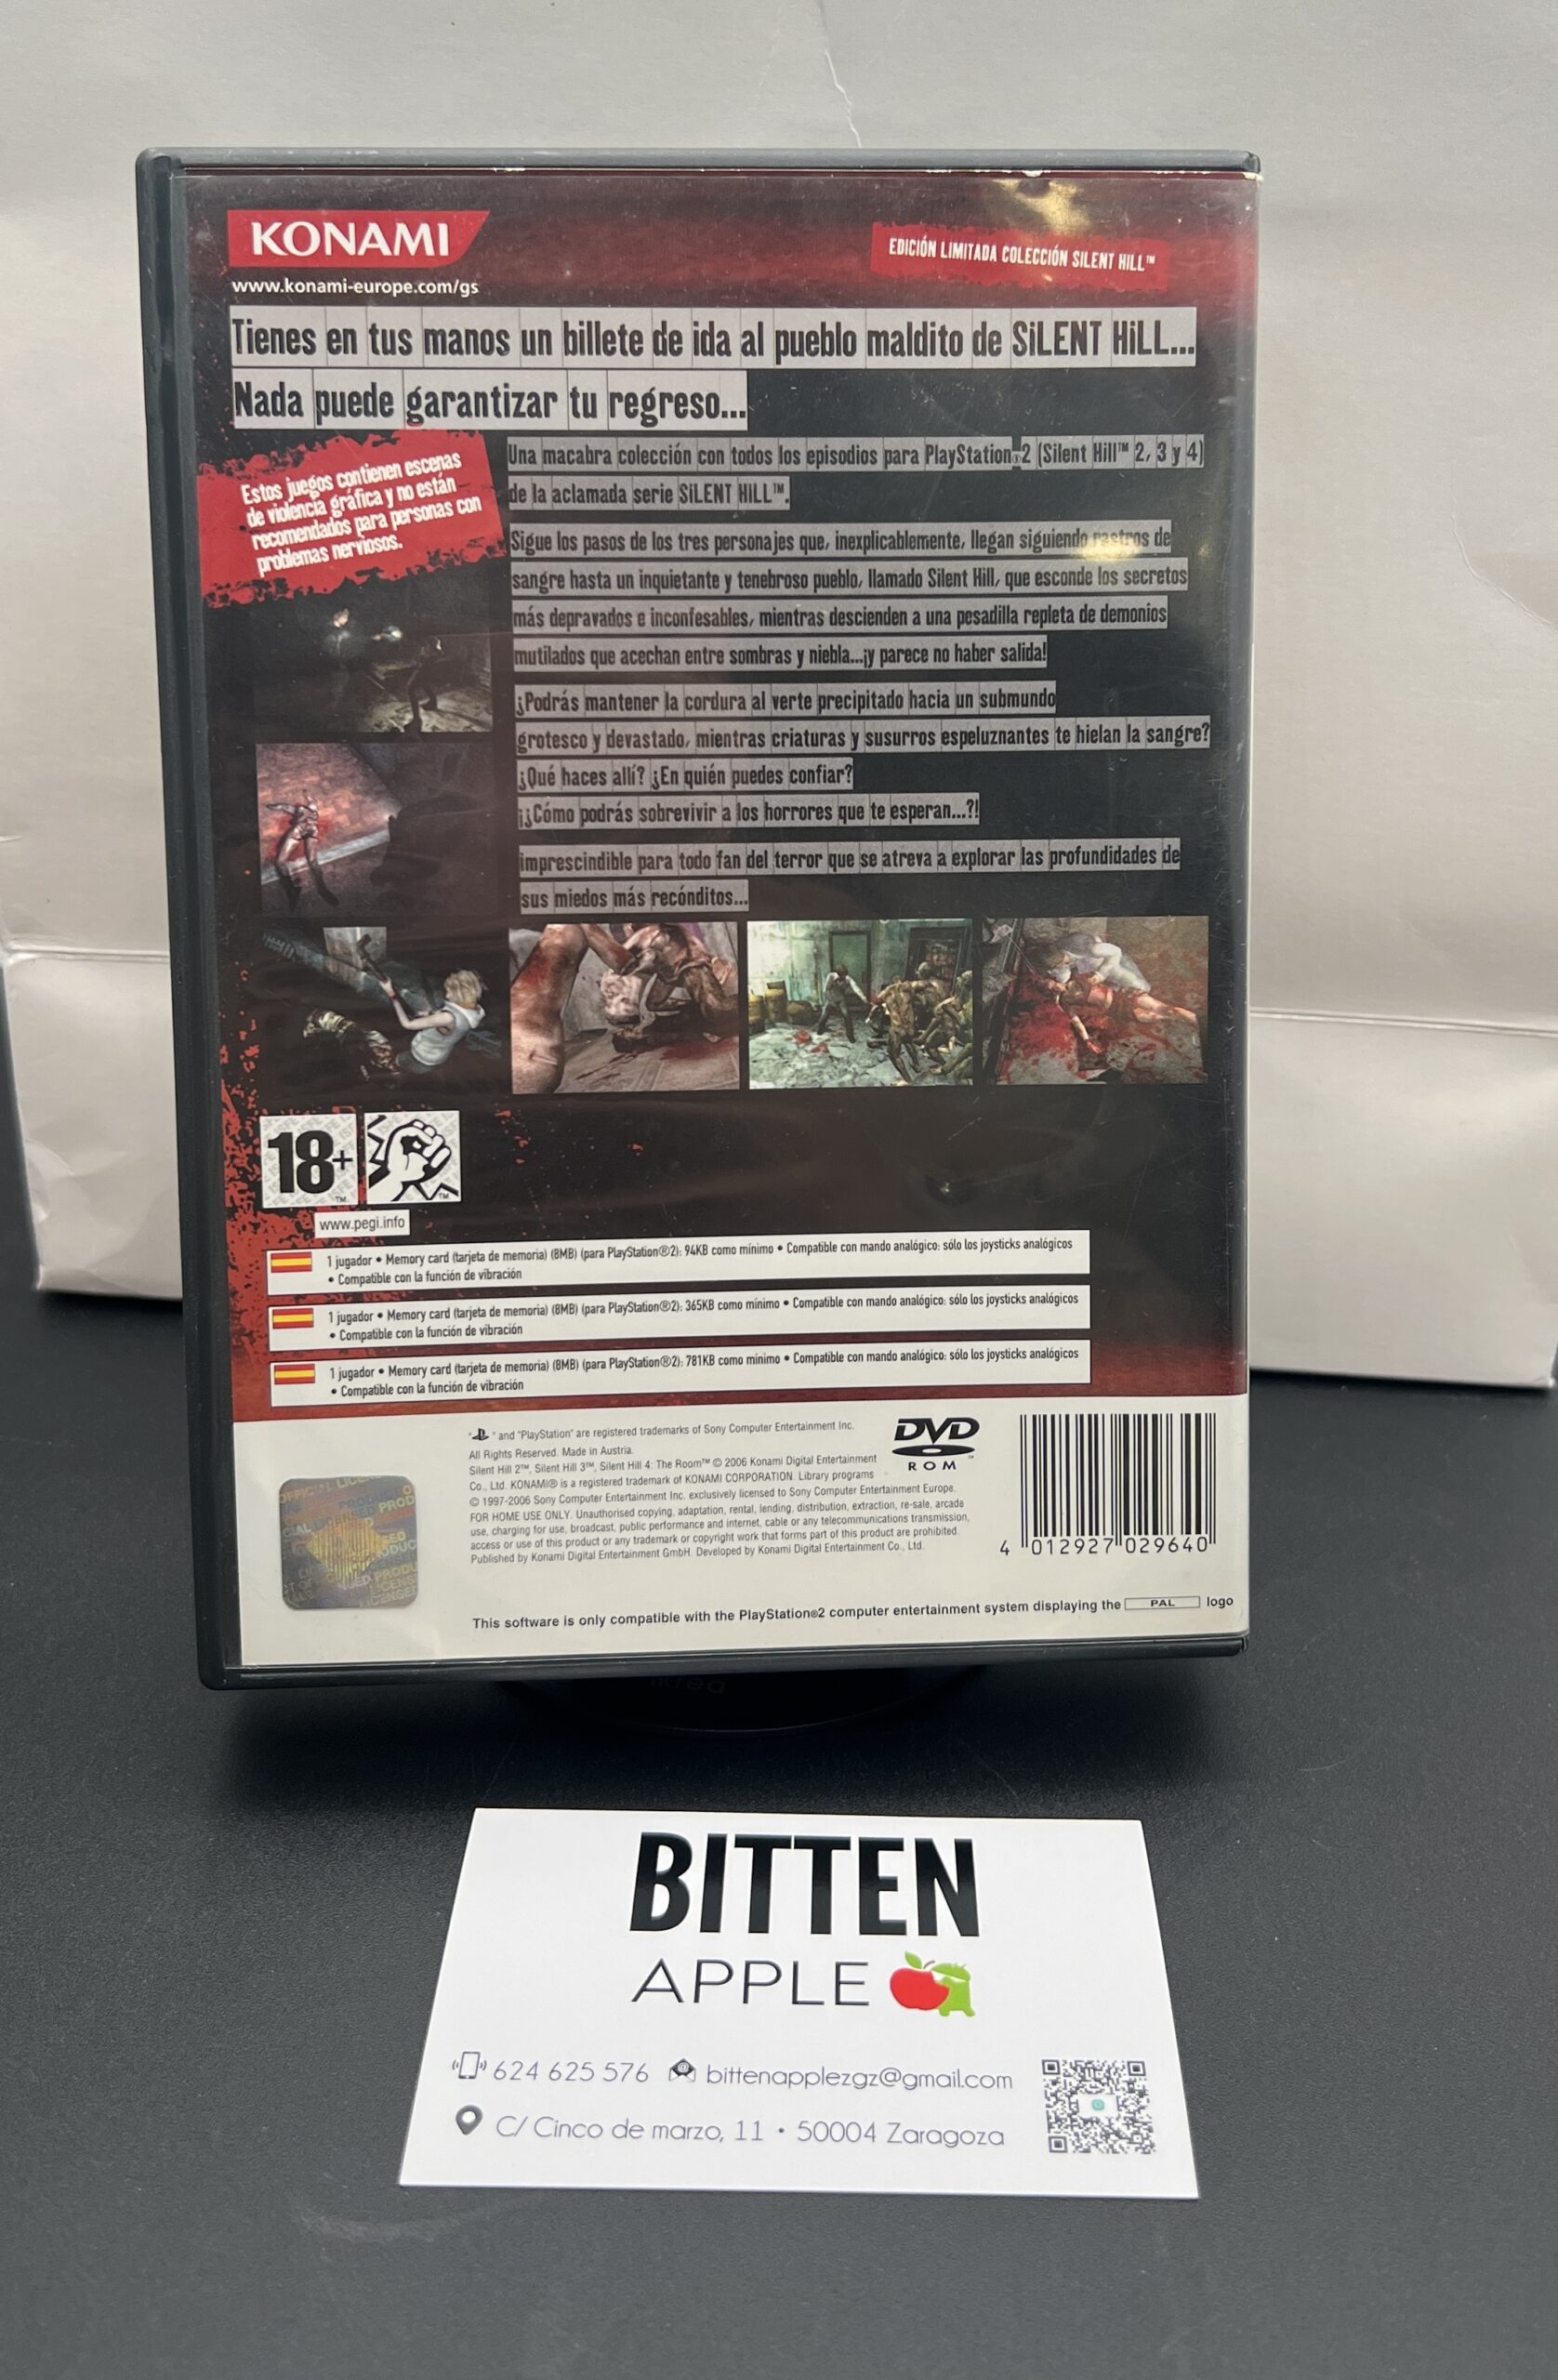 KONAMI
www.konami-europe.com/gs
EDICIÓN LIMITADA COLECCIÓN SILENT HILL™
Tienes en tus manos un billete de ida al pueblo maldito de SiLENT HiLL...
Nada puede garantizar tu regreso...
Estos juegos contienen escenas
de violencia gráfica y no están
recomendados para personas con
problemas nerviosos.
Una macabra colección con todos los episodios para PlayStation®2 (Silent Hill™ 2, 3 y 4)
de la aclamada serie SiLENT HiLL™.
Sigue los pasos de los tres personajes que, inexplicablemente, llegan siguiendo rastros de
sangre hasta un inquietante y tenebroso pueblo, llamado Silent Hill, que esconde los secretos
más depravados e inconfesables, mientras descienden a una pesadilla repleta de demonios
mutilados que acechan entre sombras y niebla...¡y parece no haber salida!
¿Podrás mantener la cordura al verte precipitado hacia un submundo
grotesco y devastado, mientras criaturas y susurros espeluznantes te hielan la sangre?
¿Qué haces allí? ¿En quién puedes confiar?
¡¿Cómo podrás sobrevivir a los horrores que te esperan...?!
imprescindible para todo fan del terror que se atreva a explorar las profundidades de
sus miedos más recónditos...
18+
www.pegi.info
1 jugador • Memory card (tarjeta de memoria) (8MB) (para PlayStation®2): 94KB como mínimo • Compatible con mando analógico: sólo los joysticks analógicos
• Compatible con la función de vibración
1 jugador • Memory card (tarjeta de memoria) (8MB) (para PlayStation®2): 365KB como mínimo • Compatible con mando analógico: sólo los joysticks analógicos
• Compatible con la función de vibración
1 jugador • Memory card (tarjeta de memoria) (8MB) (para PlayStation®2): 781KB como mínimo • Compatible con mando analógico: sólo los joysticks analógicos
• Compatible con la función de vibración
" " and "PlayStation" are registered trademarks of Sony Computer Entertainment Inc.
All Rights Reserved. Made in Austria.
Silent Hill 2™, Silent Hill 3™, Silent Hill 4: The Room™ © 2006 Konami Digital Entertainment
Co., Ltd. KONAMI® is a registered trademark of KONAMI CORPORATION. Library programs
© 1997-2006 Sony Computer Entertainment Inc. exclusively licensed to Sony Computer Entertainment Europe.
FOR HOME USE ONLY. Unauthorised copying, adaptation, rental, lending, distribution, extraction, re-sale, arcade
use, charging for use, broadcast, public performance and internet, cable or any telecommunications transmission,
access or use of this product or any trademark or copyright work that forms part of this product are prohibited.
Published by Konami Digital Entertainment GmbH. Developed by Konami Digital Entertainment Co., Ltd.
DVD
ROM
4 012927 029640
This software is only compatible with the PlayStation®2 computer entertainment system displaying the PAL logo
BITTEN
APPLE
624 625 576 bittenapplezgz@gmail.com
C/ Cinco de marzo, 11 • 50004 Zaragoza